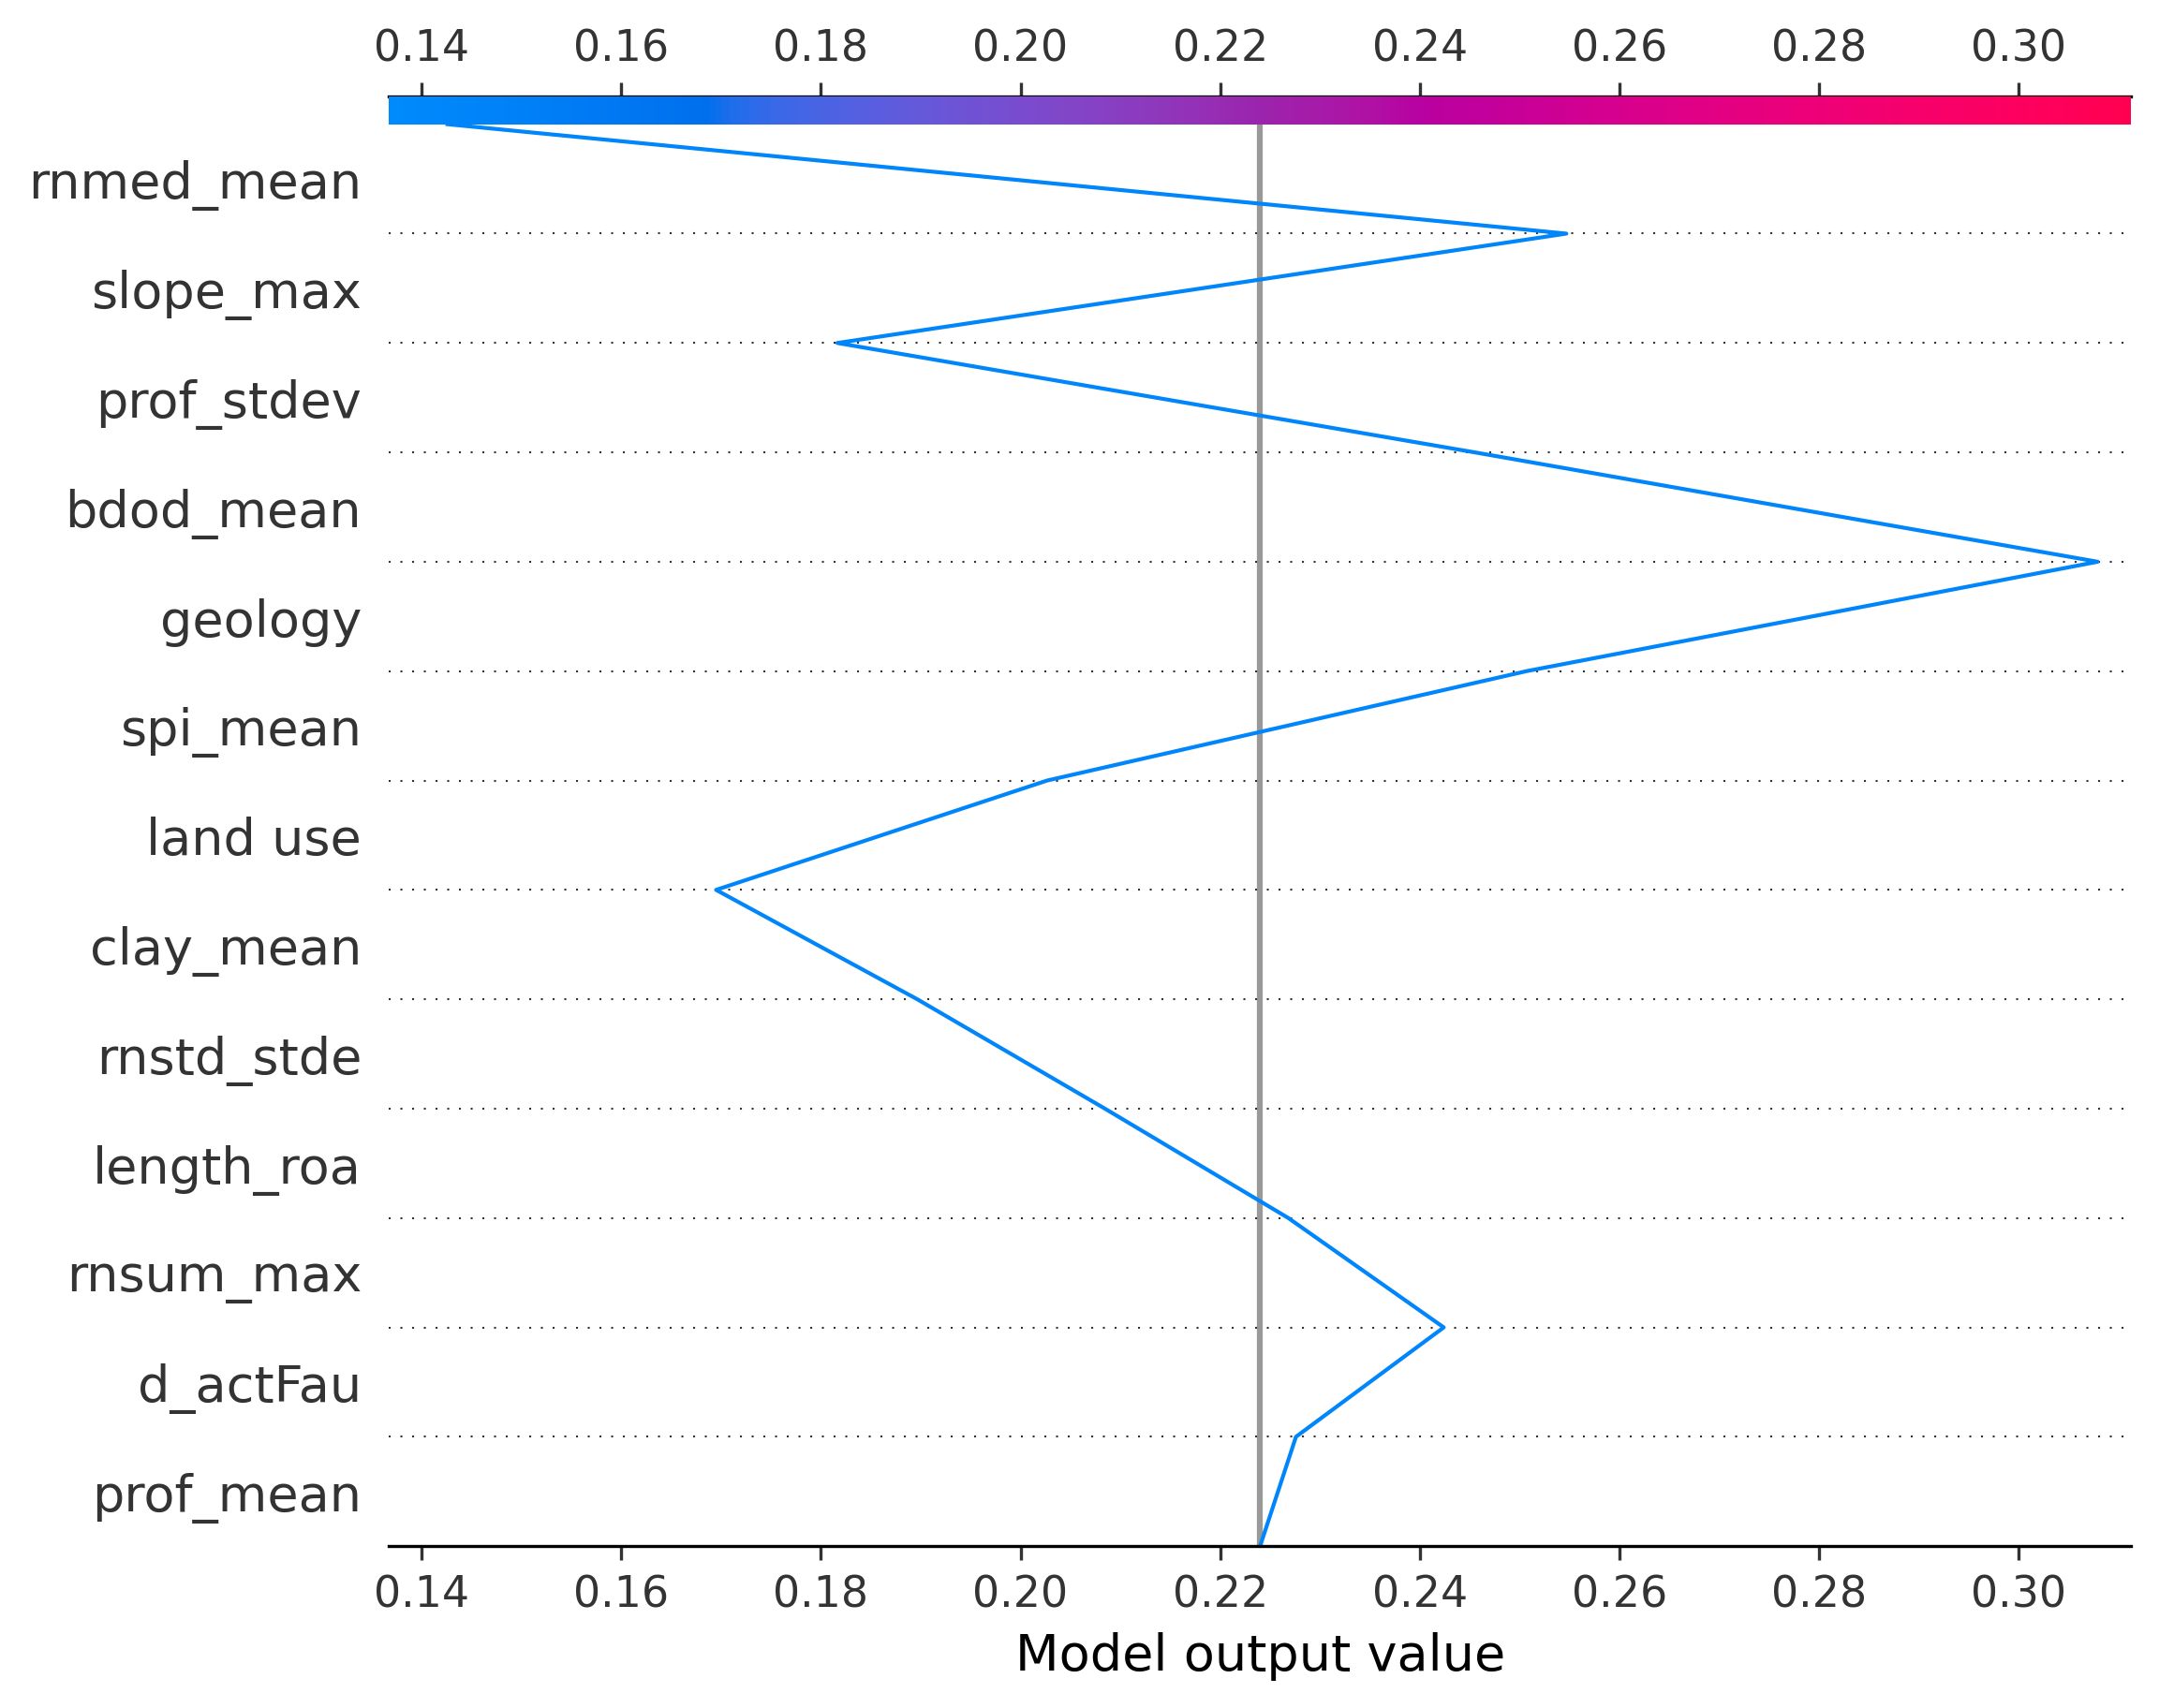 0.14 0.16 0.18 0.20 0.22 0.24 0.26 0.28 0.30
rnmed_mean
slope_max
prof_stdev
bdod_mean
geology
spi_mean
land use
clay_mean
rnstd_stde
length_roa
rnsum_max
d_actFau
prof_mean
0.14 0.16 0.18 0.20 0.22 0.24 0.26 0.28 0.30
Model output value